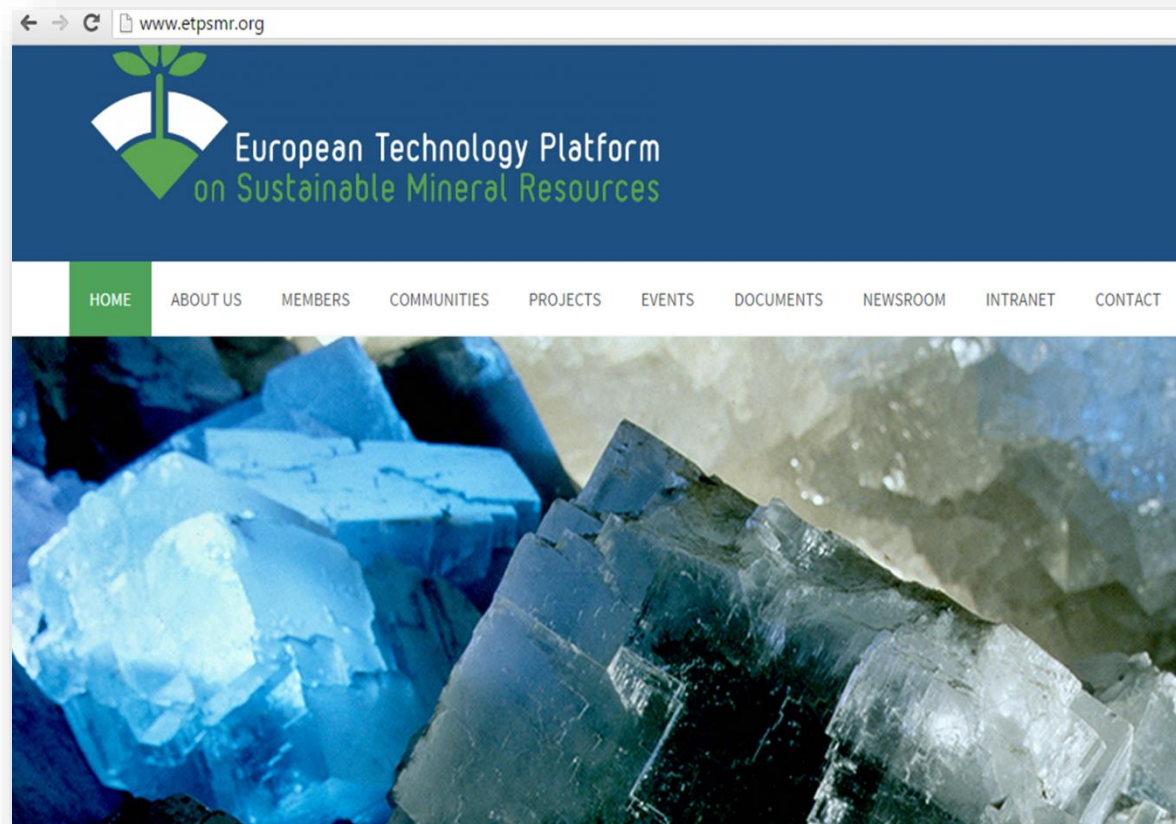 www.etpsmr.org
European Technology Platform
on Sustainable Mineral Resources
HOME ABOUT US MEMBERS COMMUNITIES PROJECTS EVENTS DOCUMENTS NEWSROOM INTRANET CONTACT